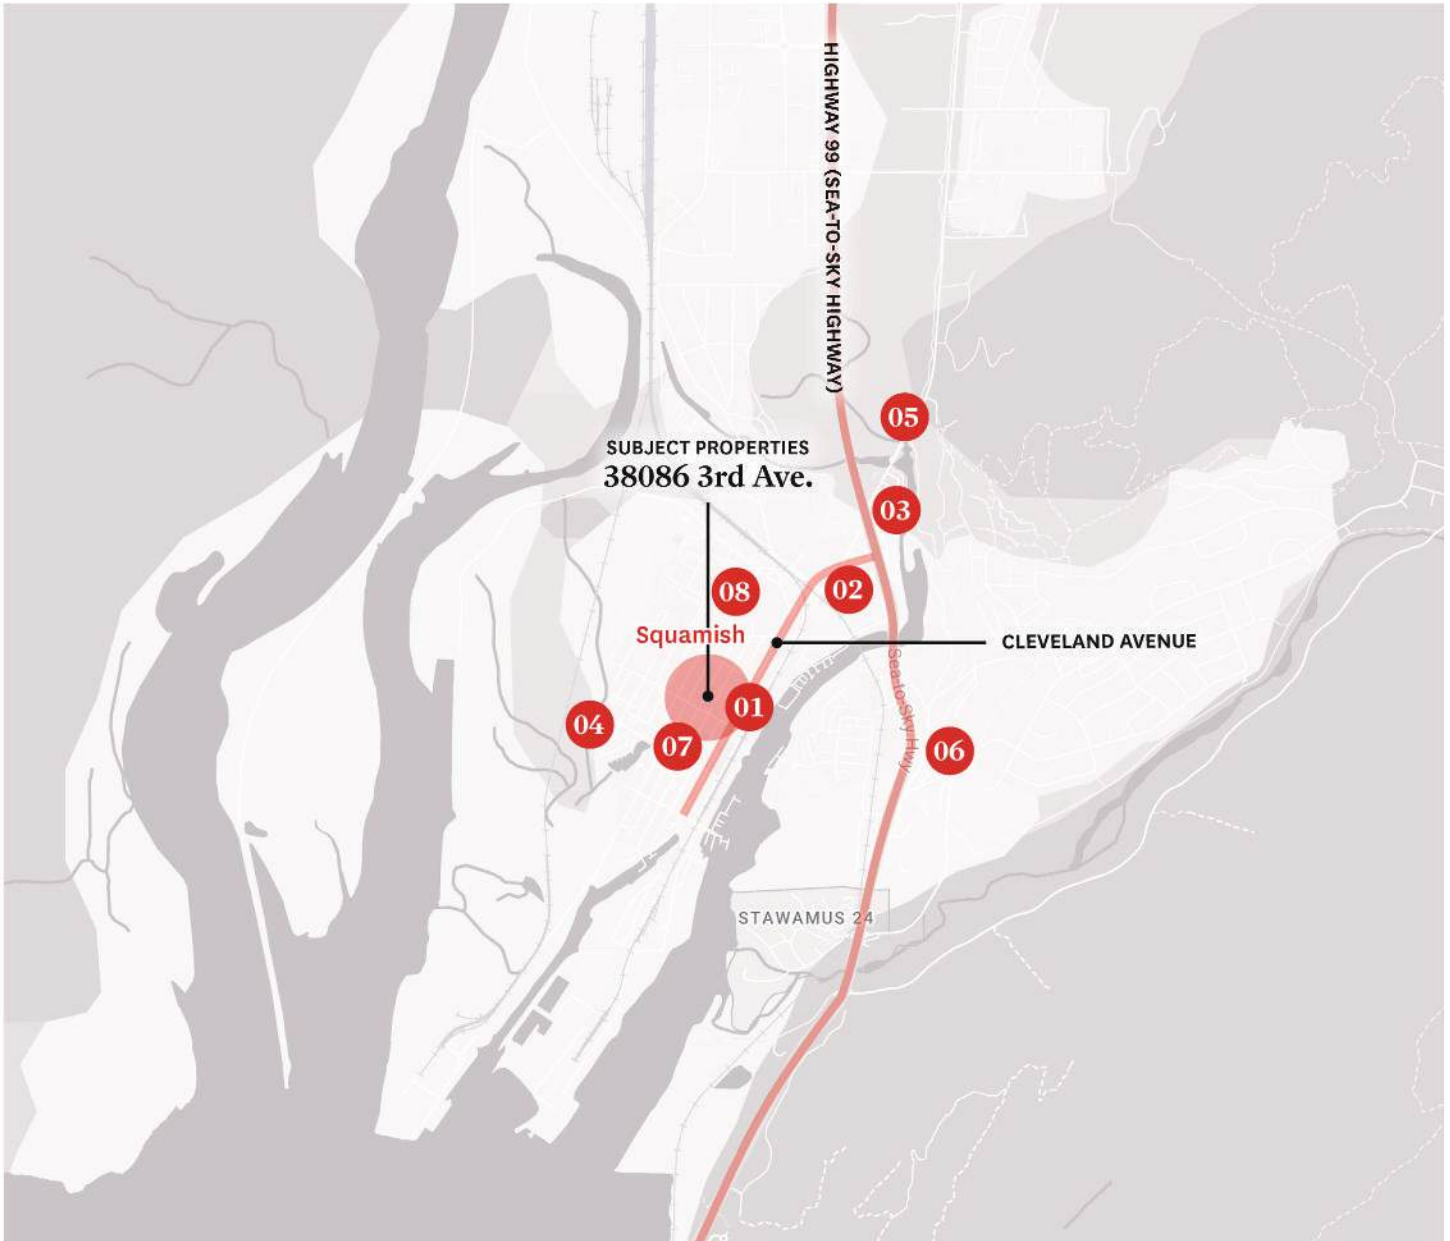 HIGHWAY 99 (SEA-TO-SKY HIGHWAY)
05
SUBJECT PROPERTIES
38086 3rd Ave.
03
08
02
Squamish
CLEVELAND AVENUE
Sea-to-Sky Hwy
01
04
07
06
STAWAMUS 24